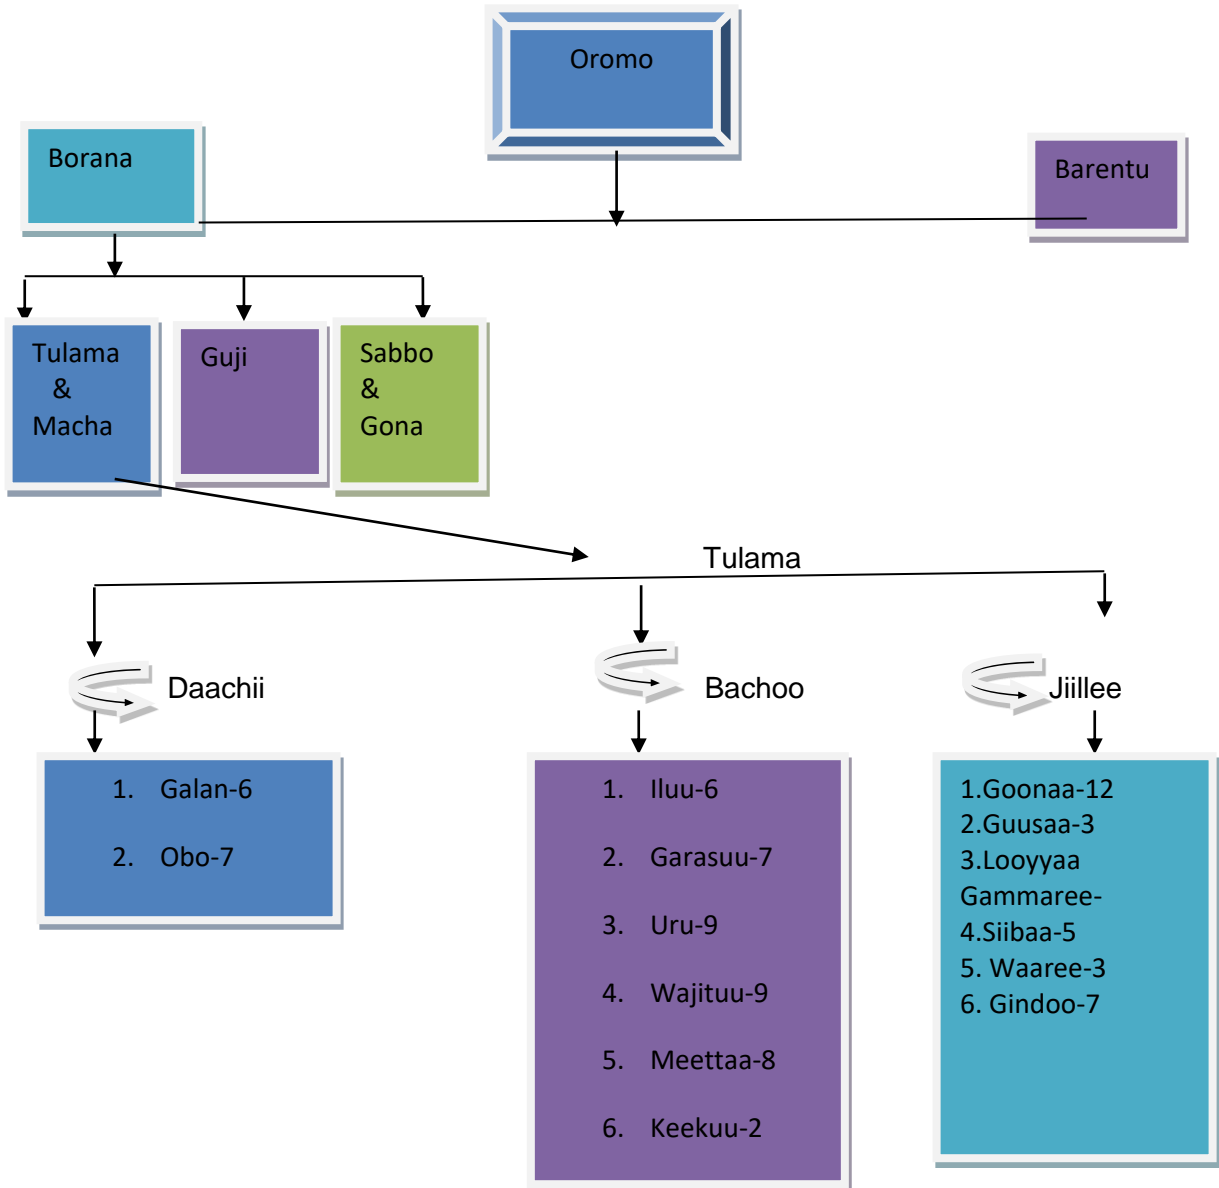 Oromo
Borana
Barentu
Tulama
&
Macha
Guji
Sabbo
&
Gona
Tulama
Daachii
Bachoo
Jiillee
1. Galan-6
2. Obo-7
1. Iluu-6
2. Garasuu-7
3. Uru-9
4. Wajituu-9
5. Meettaa-8
6. Keekuu-2
1.Goonaa-12
2.Guusaa-3
3.Looyyaa
Gammaree-
4.Siibaa-5
5. Waaree-3
6. Gindoo-7